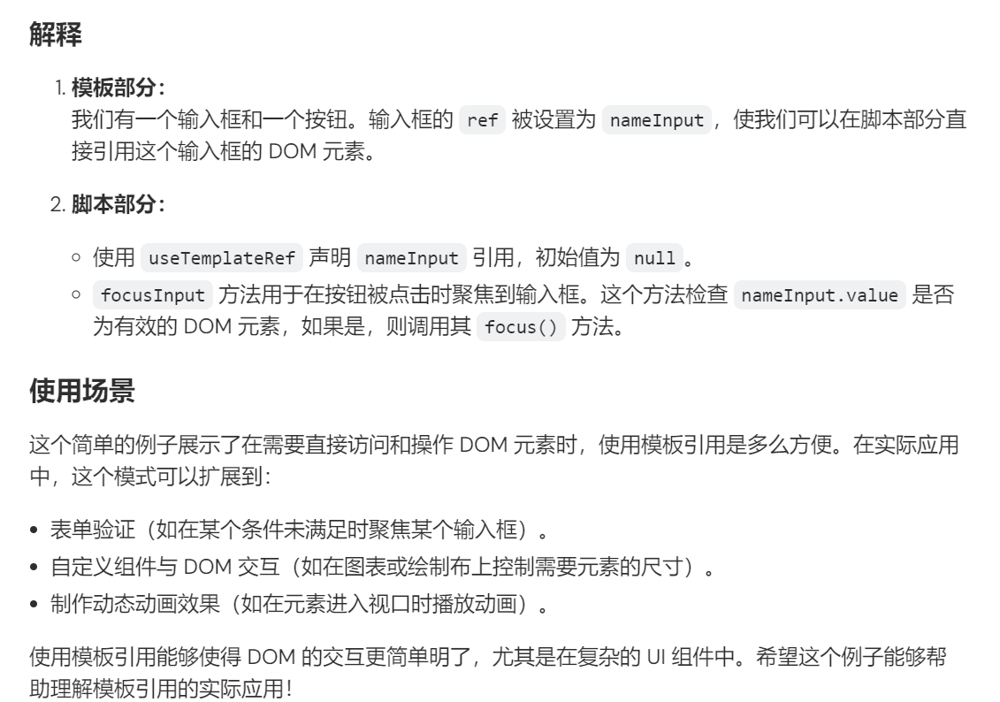 解释
1. 模板部分：
我们有一个输入框和一个按钮。输入框的 ref 被设置为 nameInput ，使我们可以在脚本部分直
接引用这个输入框的 DOM 元素。
2. 脚本部分：
使用 useTemplateRef 声明 nameInput 引用，初始值为 null 。
focusInput 方法用于在按钮被点击时聚焦到输入框。这个方法检查 nameInput.value 是否
为有效的 DOM 元素，如果是，则调用其 focus() 方法。
使用场景
这个简单的例子展示了在需要直接访问和操作 DOM 元素时，使用模板引用是多么方便。在实际应用
中，这个模式可以扩展到：
• 表单验证（如在某个条件未满足时聚焦某个输入框）。
• 自定义组件与 DOM 交互（如在图表或绘制布上控制需要元素的尺寸）。
• 制作动态动画效果（如在元素进入视口时播放动画）。
使用模板引用能够使得 DOM 的交互更简单明了，尤其是在复杂的 UI 组件中。希望这个例子能够帮
助理解模板引用的实际应用！